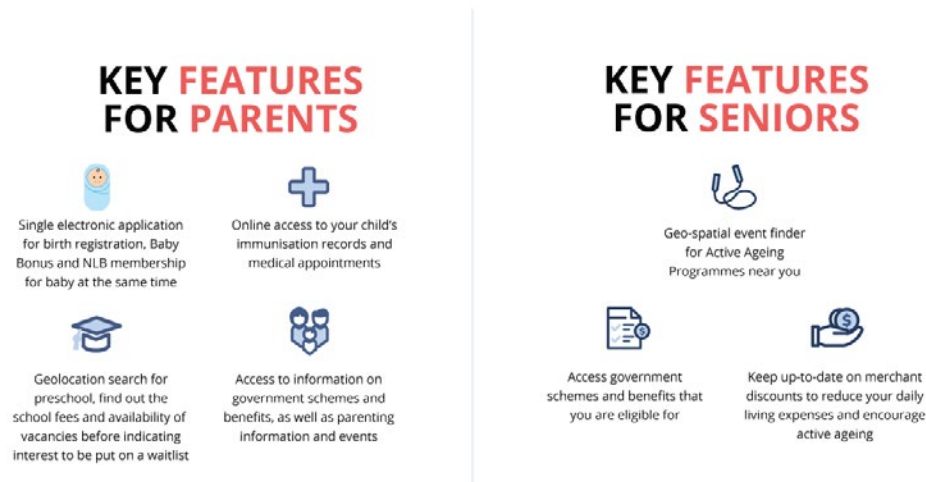 KEY FEATURES
FOR PARENTS
Single electronic application
for birth registration, Baby
Bonus and NLB membership
for baby at the same time
Online access to your child's
immunisation records and
medical appointments
Geolocation search for
preschool, find out the
school fees and availability of
vacancies before indicating
interest to be put on a waitlist
Access to information on
government schemes and
benefits, as well as parenting
information and events
KEY FEATURES
FOR SENIORS
Geo-spatial event finder
for Active Ageing
Programmes near you
Access government
schemes and benefits that
you are eligible for
Keep up-to-date on merchant
discounts to reduce your daily
living expenses and encourage
active ageing